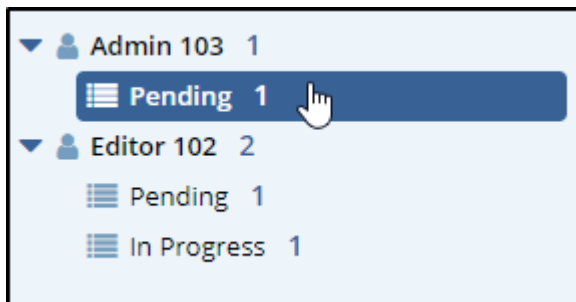 Admin 103 1
Pending 1
Editor 102 2
Pending 1
In Progress 1